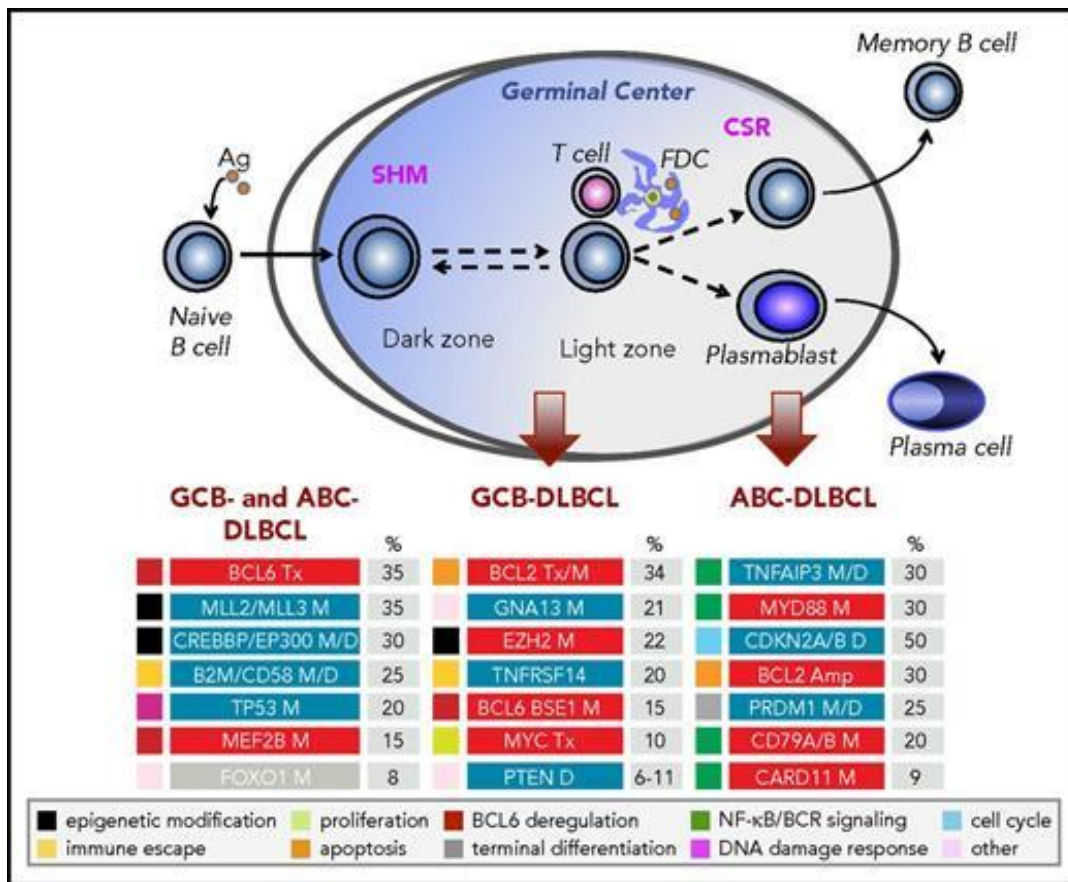 Memory B cell
Germinal Center
CSR
Ag
SHM
T cell
FDC
Naive
B cell
Dark zone
Light zone
Plasmablast
Plasma cell
GCB- and ABC-
DLBCL
GCB-DLBCL
ABC-DLBCL
% % %
BCL6 Tx 35 BCL2 Tx/M 34 TNFAIP3 M/D 30
MLL2/MLL3 M 35 GNA13 M 21 MYD88 M 30
CREBBP/EP300 M/D 30 EZH2 M 22 CDKN2A/B D 50
B2M/CD58 M/D 25 TNFRSF14 20 BCL2 Amp 30
TP53 M 20 BCL6 BSE1 M 15 PRDM1 M/D 25
MEF2B M 15 MYC Tx 10 CD79A/B M 20
FOXO1 M 8 PTEN D 6-11 CARD11 M 9
epigenetic modification proliferation BCL6 deregulation NF-κB/BCR signaling cell cycle
immune escape apoptosis terminal differentiation DNA damage response other